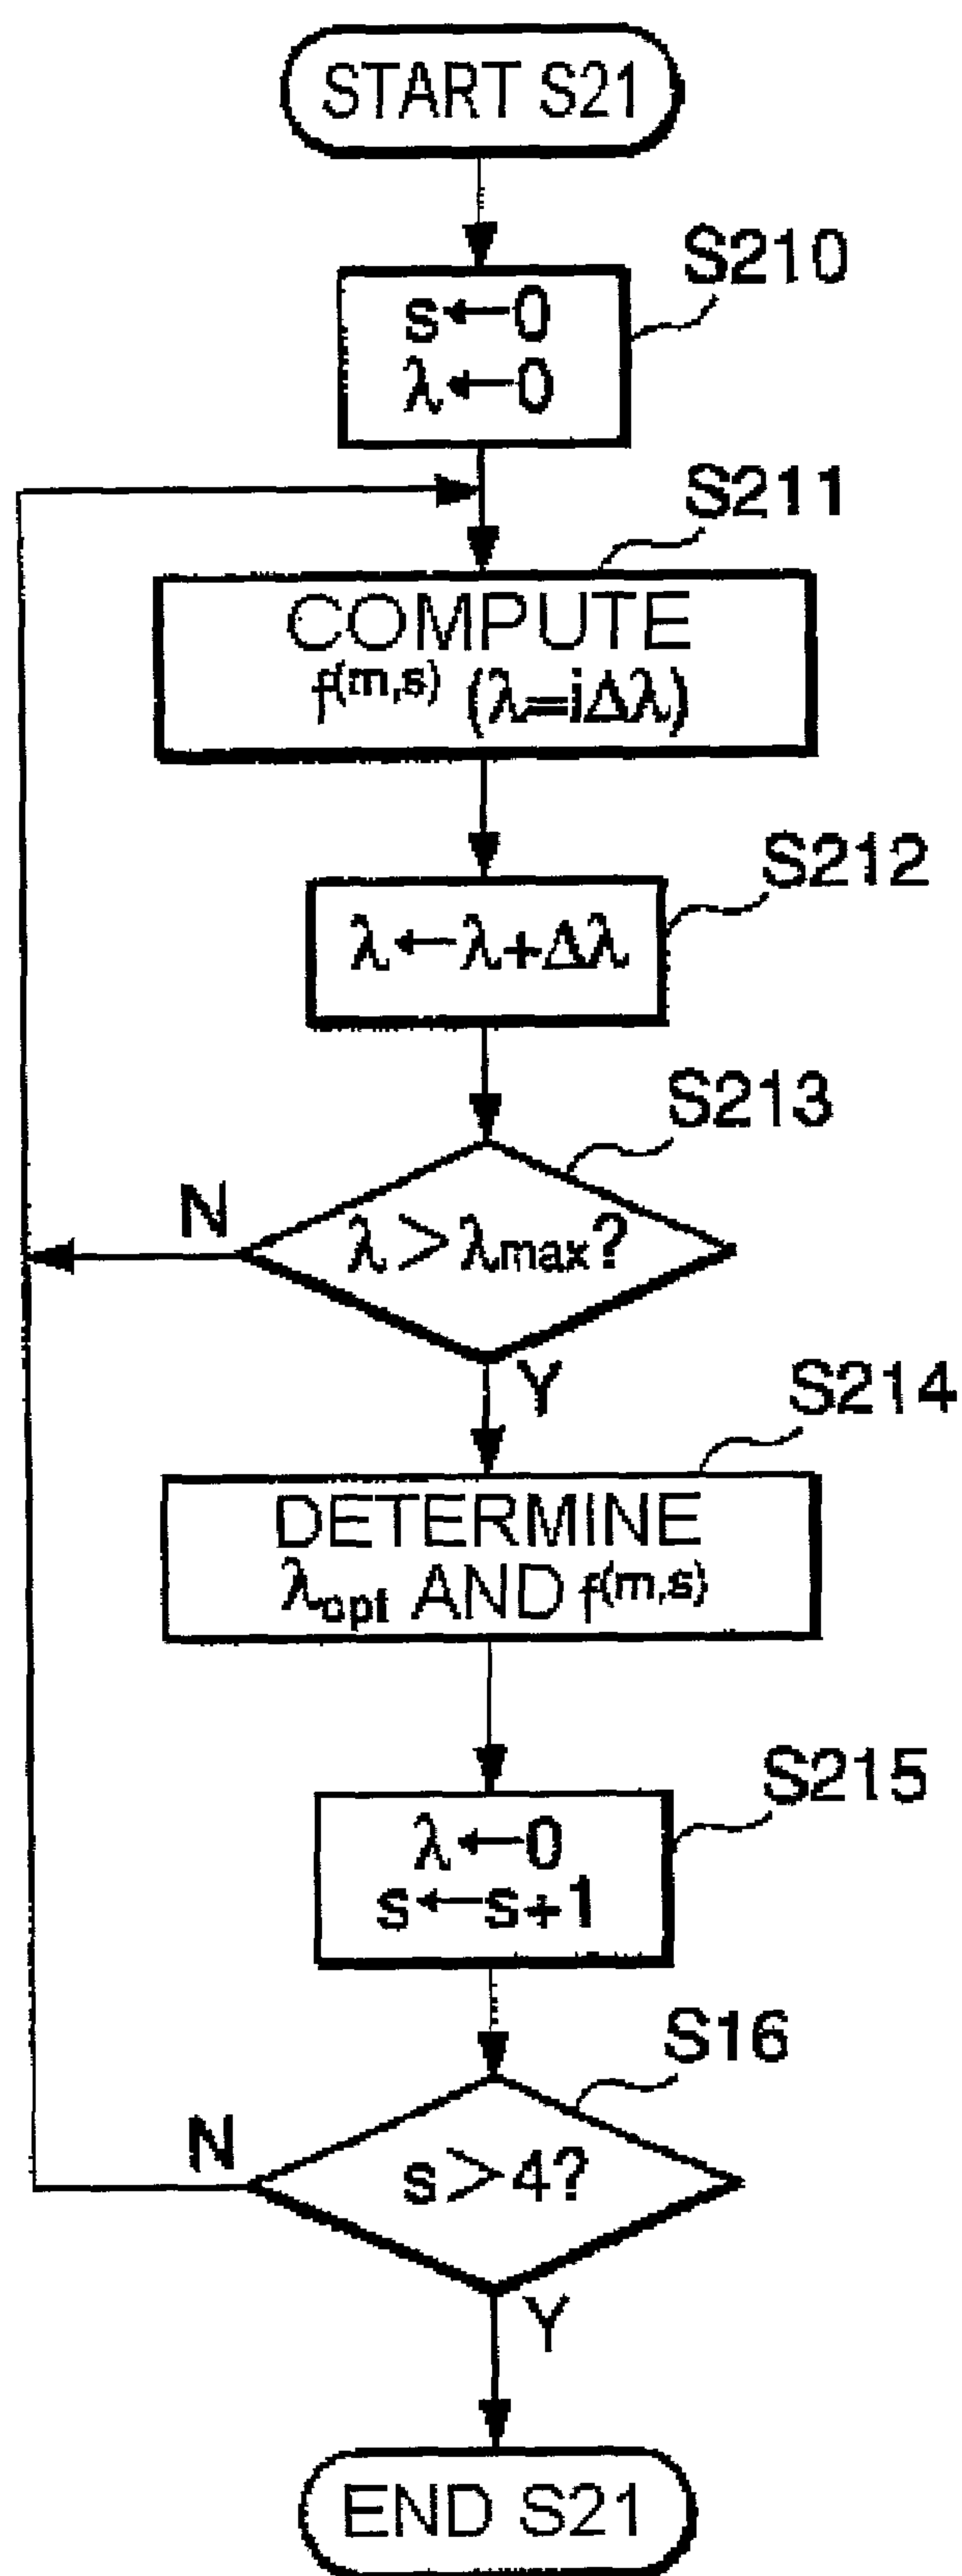 START S21
S210
s←0
λ←0
S211
COMPUTE
f(m,s) (λ=iΔλ)
S212
λ←λ+Δλ
S213
N
λ>λmax?
Y
S214
DETERMINE
λopt AND f(m,s)
S215
λ←0
s←s+1
S16
N
s>4?
Y
END S21